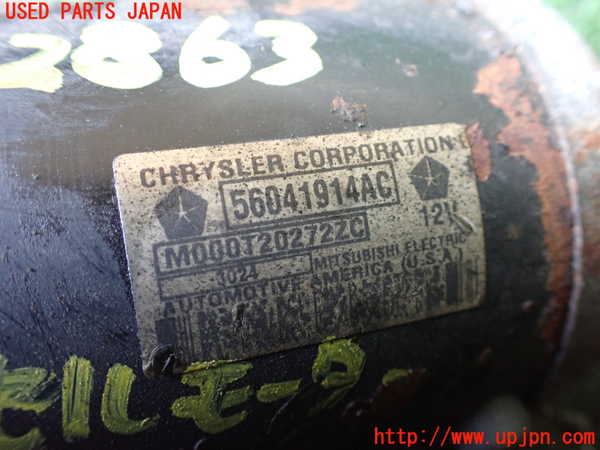 USED PARTS JAPAN
2863
CHRYSLER CORPORATION
56041914AC
12V
M000T20272ZC
3024
MITSUBISHI ELECTRIC
AUTOMOTIVE AMERICA (U.S.A)
セルモーター
http://www.upjpn.com/